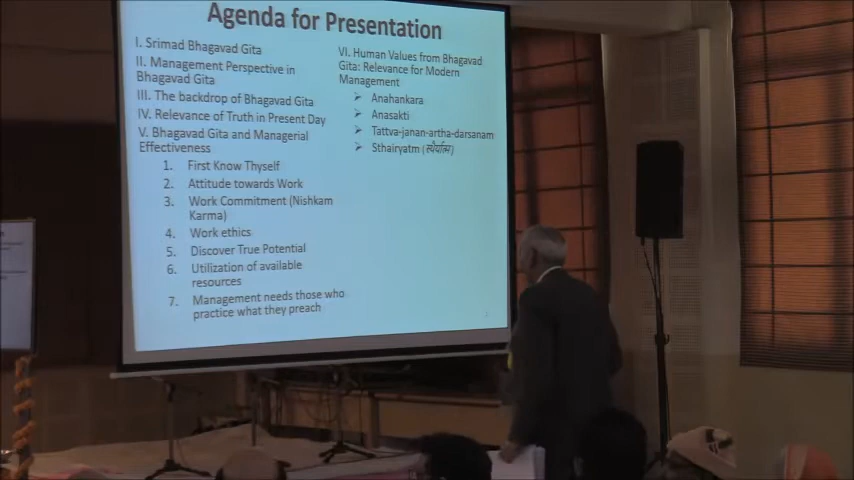 Agenda for Presentation
I. Srimad Bhagavad Gita
II. Management Perspective in
Bhagavad Gita
III. The backdrop of Bhagavad Gita
IV. Relevance of Truth in Present Day
V. Bhagavad Gita and Managerial
Effectiveness
1. First Know Thyself
2. Attitude towards Work
3. Work Commitment (Nishkam
Karma)
4. Work ethics
5. Discover True Potential
6. Utilization of available
resources
7. Management needs those who
practice what they preach
VI. Human Values from Bhagavad
Gita: Relevance for Modern
Management
➢ Anahankara
➢ Anasakti
➢ Tattva-janan-artha-darsanam
➢ Sthairyatm